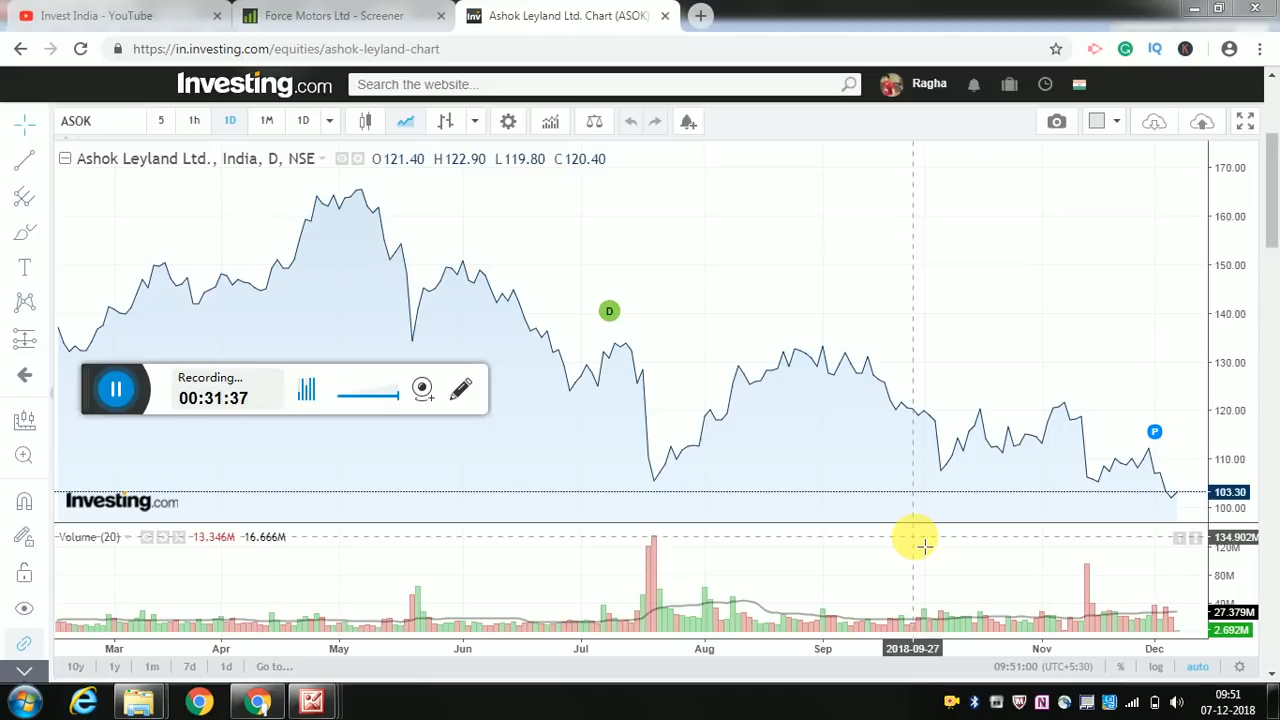 Invest India - YouTube
Force Motors Ltd - Screener
Ashok Leyland Ltd. Chart (ASOK)
https://in.investing.com/equities/ashok-leyland-chart
IQ
K
Investing.com
Search the website...
Ragha
ASOK
5
1h
1D
1M
1D
Ashok Leyland Ltd., India, D, NSE
O121.40 H122.90 L119.80 C120.40
170.00
160.00
150.00
140.00
130.00
120.00
110.00
103.30
100.00
D
P
Recording...
00:31:37
Investing.com
Volume (20)
13.346M 16.666M
134.902M
120M
80M
27.379M
2.692M
Mar Apr May Jun Jul Aug Sep 2018-09-27 Nov Dec
10y 1y 1m 7d 1d Go to...
09:51:00 (UTC+5:30) % log auto
09:51
07-12-2018